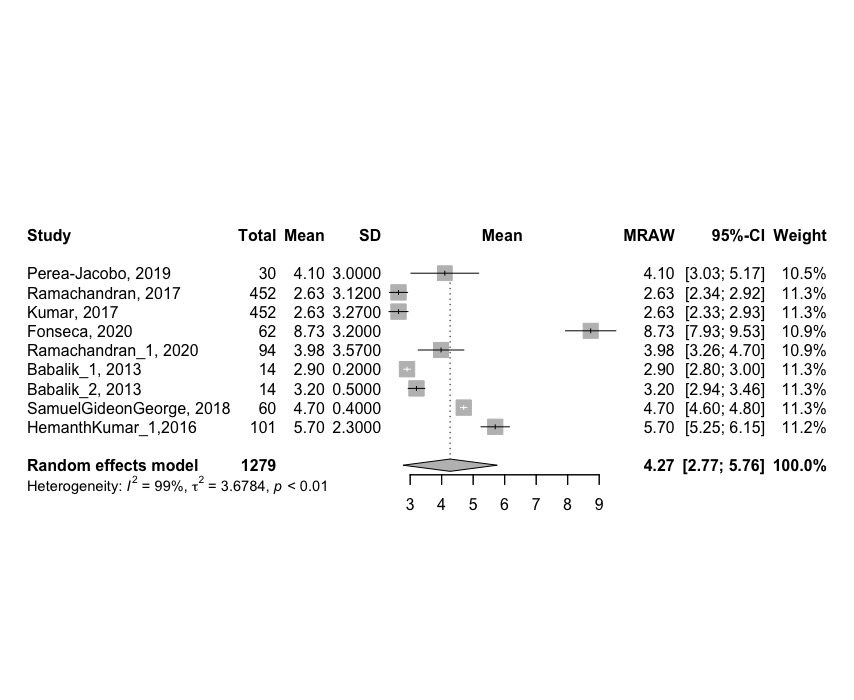 Study Total Mean SD Mean MRAW 95%-CI Weight
Perea-Jacobo, 2019 30 4.10 3.0000 4.10 [3.03; 5.17] 10.5%
Ramachandran, 2017 452 2.63 3.1200 2.63 [2.34; 2.92] 11.3%
Kumar, 2017 452 2.63 3.2700 2.63 [2.33; 2.93] 11.3%
Fonseca, 2020 62 8.73 3.2000 8.73 [7.93; 9.53] 10.9%
Ramachandran_1, 2020 94 3.98 3.5700 3.98 [3.26; 4.70] 10.9%
Babalik_1, 2013 14 2.90 0.2000 2.90 [2.80; 3.00] 11.3%
Babalik_2, 2013 14 3.20 0.5000 3.20 [2.94; 3.46] 11.3%
SamuelGideonGeorge, 2018 60 4.70 0.4000 4.70 [4.60; 4.80] 11.3%
HemanthKumar_1,2016 101 5.70 2.3000 5.70 [5.25; 6.15] 11.2%
Random effects model 1279 4.27 [2.77; 5.76] 100.0%
Heterogeneity: I² = 99%, τ² = 3.6784, p < 0.01
3 4 5 6 7 8 9